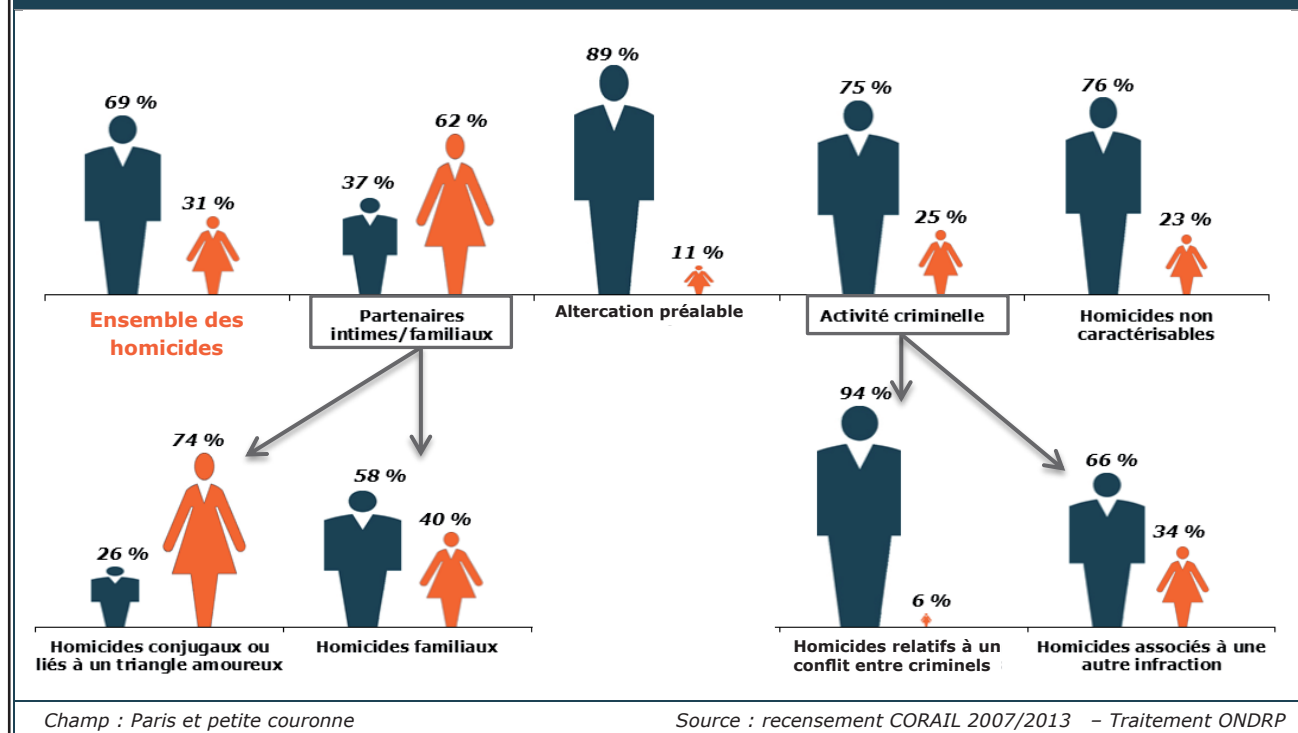 69 %
31 %
37 %
62 %
89 %
11 %
75 %
25 %
76 %
23 %
Ensemble des
homicides
Partenaires
intimes/familiaux
Altercation préalable
Activité criminelle
Homicides non
caractérisables
74 %
26 %
58 %
40 %
94 %
6 %
66 %
34 %
Homicides conjugaux ou
liés à un triangle amoureux
Homicides familiaux
Homicides relatifs à un
conflit entre criminels
Homicides associés à une
autre infraction
Champ : Paris et petite couronne
Source : recensement CORAIL 2007/2013 – Traitement ONDRP